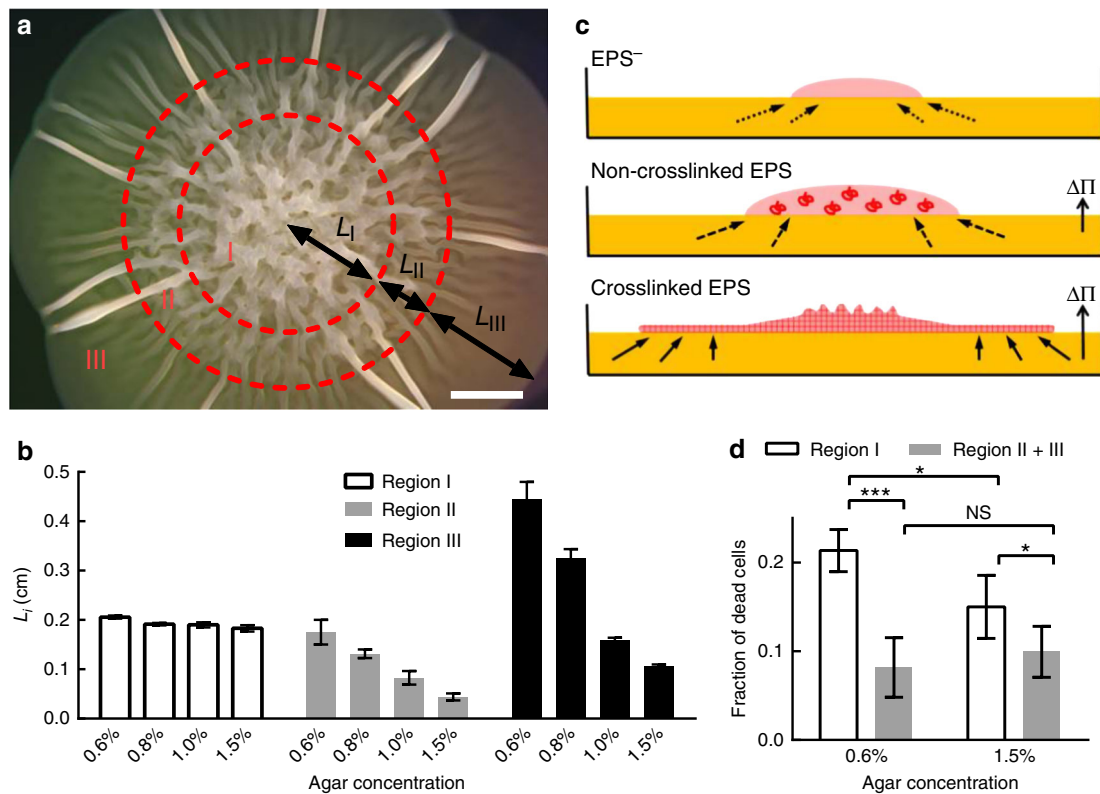 a
I
II
III
L_I
L_II
L_III
c
EPS⁻
Non-crosslinked EPS
ΔΠ
Crosslinked EPS
ΔΠ
b
Region I
Region II
Region III
L_i (cm)
0.5
0.4
0.3
0.2
0.1
0.0
0.6% 0.8% 1.0% 1.5% 0.6% 0.8% 1.0% 1.5% 0.6% 0.8% 1.0% 1.5%
Agar concentration
d
Region I Region II + III
*
***
NS
*
Fraction of dead cells
0.2
0.1
0.0
0.6% 1.5%
Agar concentration